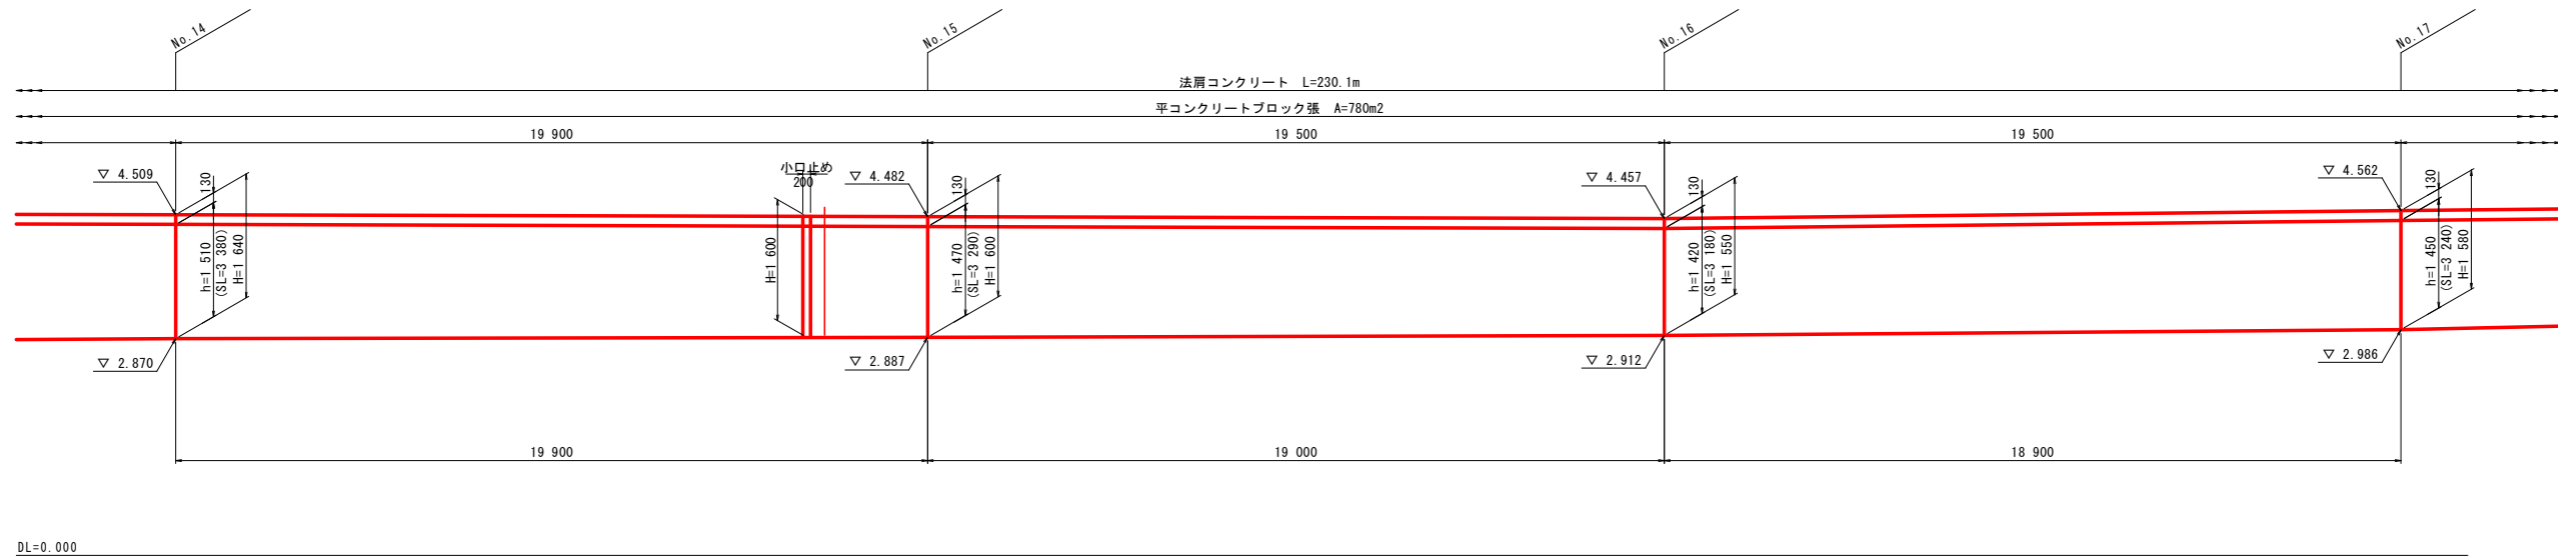 No.14
No.15
No.16
No.17
法肩コンクリート L=230.1m
平コンクリートブロック張 A=780m2
19 900
19 500
19 500
小口止め
200
▽ 4.509
▽ 4.482
▽ 4.457
▽ 4.562
130
h=1 510
(SL=3 380)
H=1 640
H=1 600
130
h=1 470
(SL=3 290)
H=1 600
130
h=1 420
(SL=3 180)
H=1 550
130
h=1 450
(SL=3 240)
H=1 580
▽ 2.870
▽ 2.887
▽ 2.912
▽ 2.986
19 900
19 000
18 900
DL=0.000